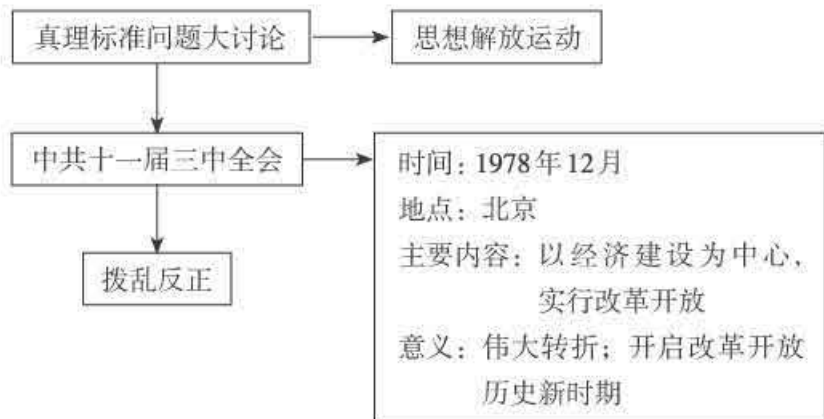 真理标准问题大讨论
思想解放运动
中共十一届三中全会
时间：1978年12月
地点：北京
主要内容：以经济建设为中心，
实行改革开放
拨乱反正
意义：伟大转折；开启改革开放
历史新时期